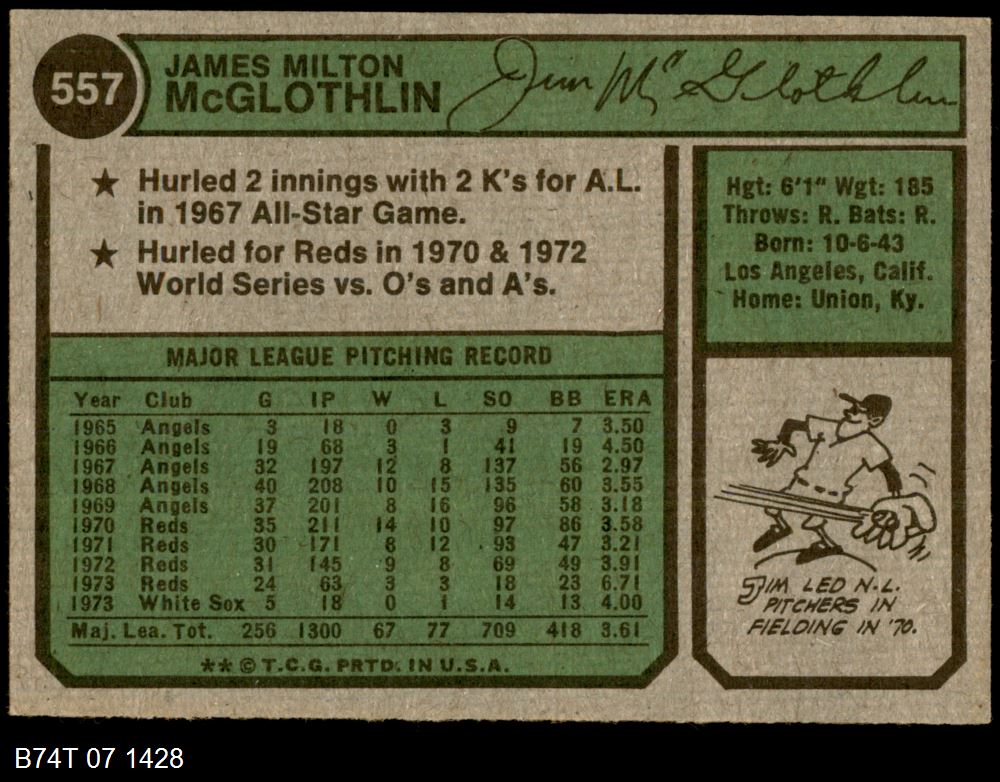 557
JAMES MILTON
McGLOTHLIN
Jim McGlothlin
★ Hurled 2 innings with 2 K's for A.L.
in 1967 All-Star Game.
★ Hurled for Reds in 1970 & 1972
World Series vs. O's and A's.
Hgt: 6'1" Wgt: 185
Throws: R. Bats: R.
Born: 10-6-43
Los Angeles, Calif.
Home: Union, Ky.
MAJOR LEAGUE PITCHING RECORD
Year Club G IP W L SO BB ERA
1965 Angels 3 18 0 3 9 7 3.50
1966 Angels 19 68 3 1 41 19 4.50
1967 Angels 32 197 12 8 137 56 2.97
1968 Angels 40 208 10 15 135 60 3.55
1969 Angels 37 201 8 16 96 58 3.18
1970 Reds 35 211 14 10 97 86 3.58
1971 Reds 30 171 8 12 93 47 3.21
1972 Reds 31 145 9 8 69 49 3.91
1973 Reds 24 63 3 3 18 23 6.71
1973 White Sox 5 18 0 1 14 13 4.00
Maj. Lea. Tot. 256 1300 67 77 709 418 3.61
** © T.C.G. PRTD. IN U.S.A.
JIM LED N.L.
PITCHERS IN
FIELDING IN '70.
B74T 07 1428